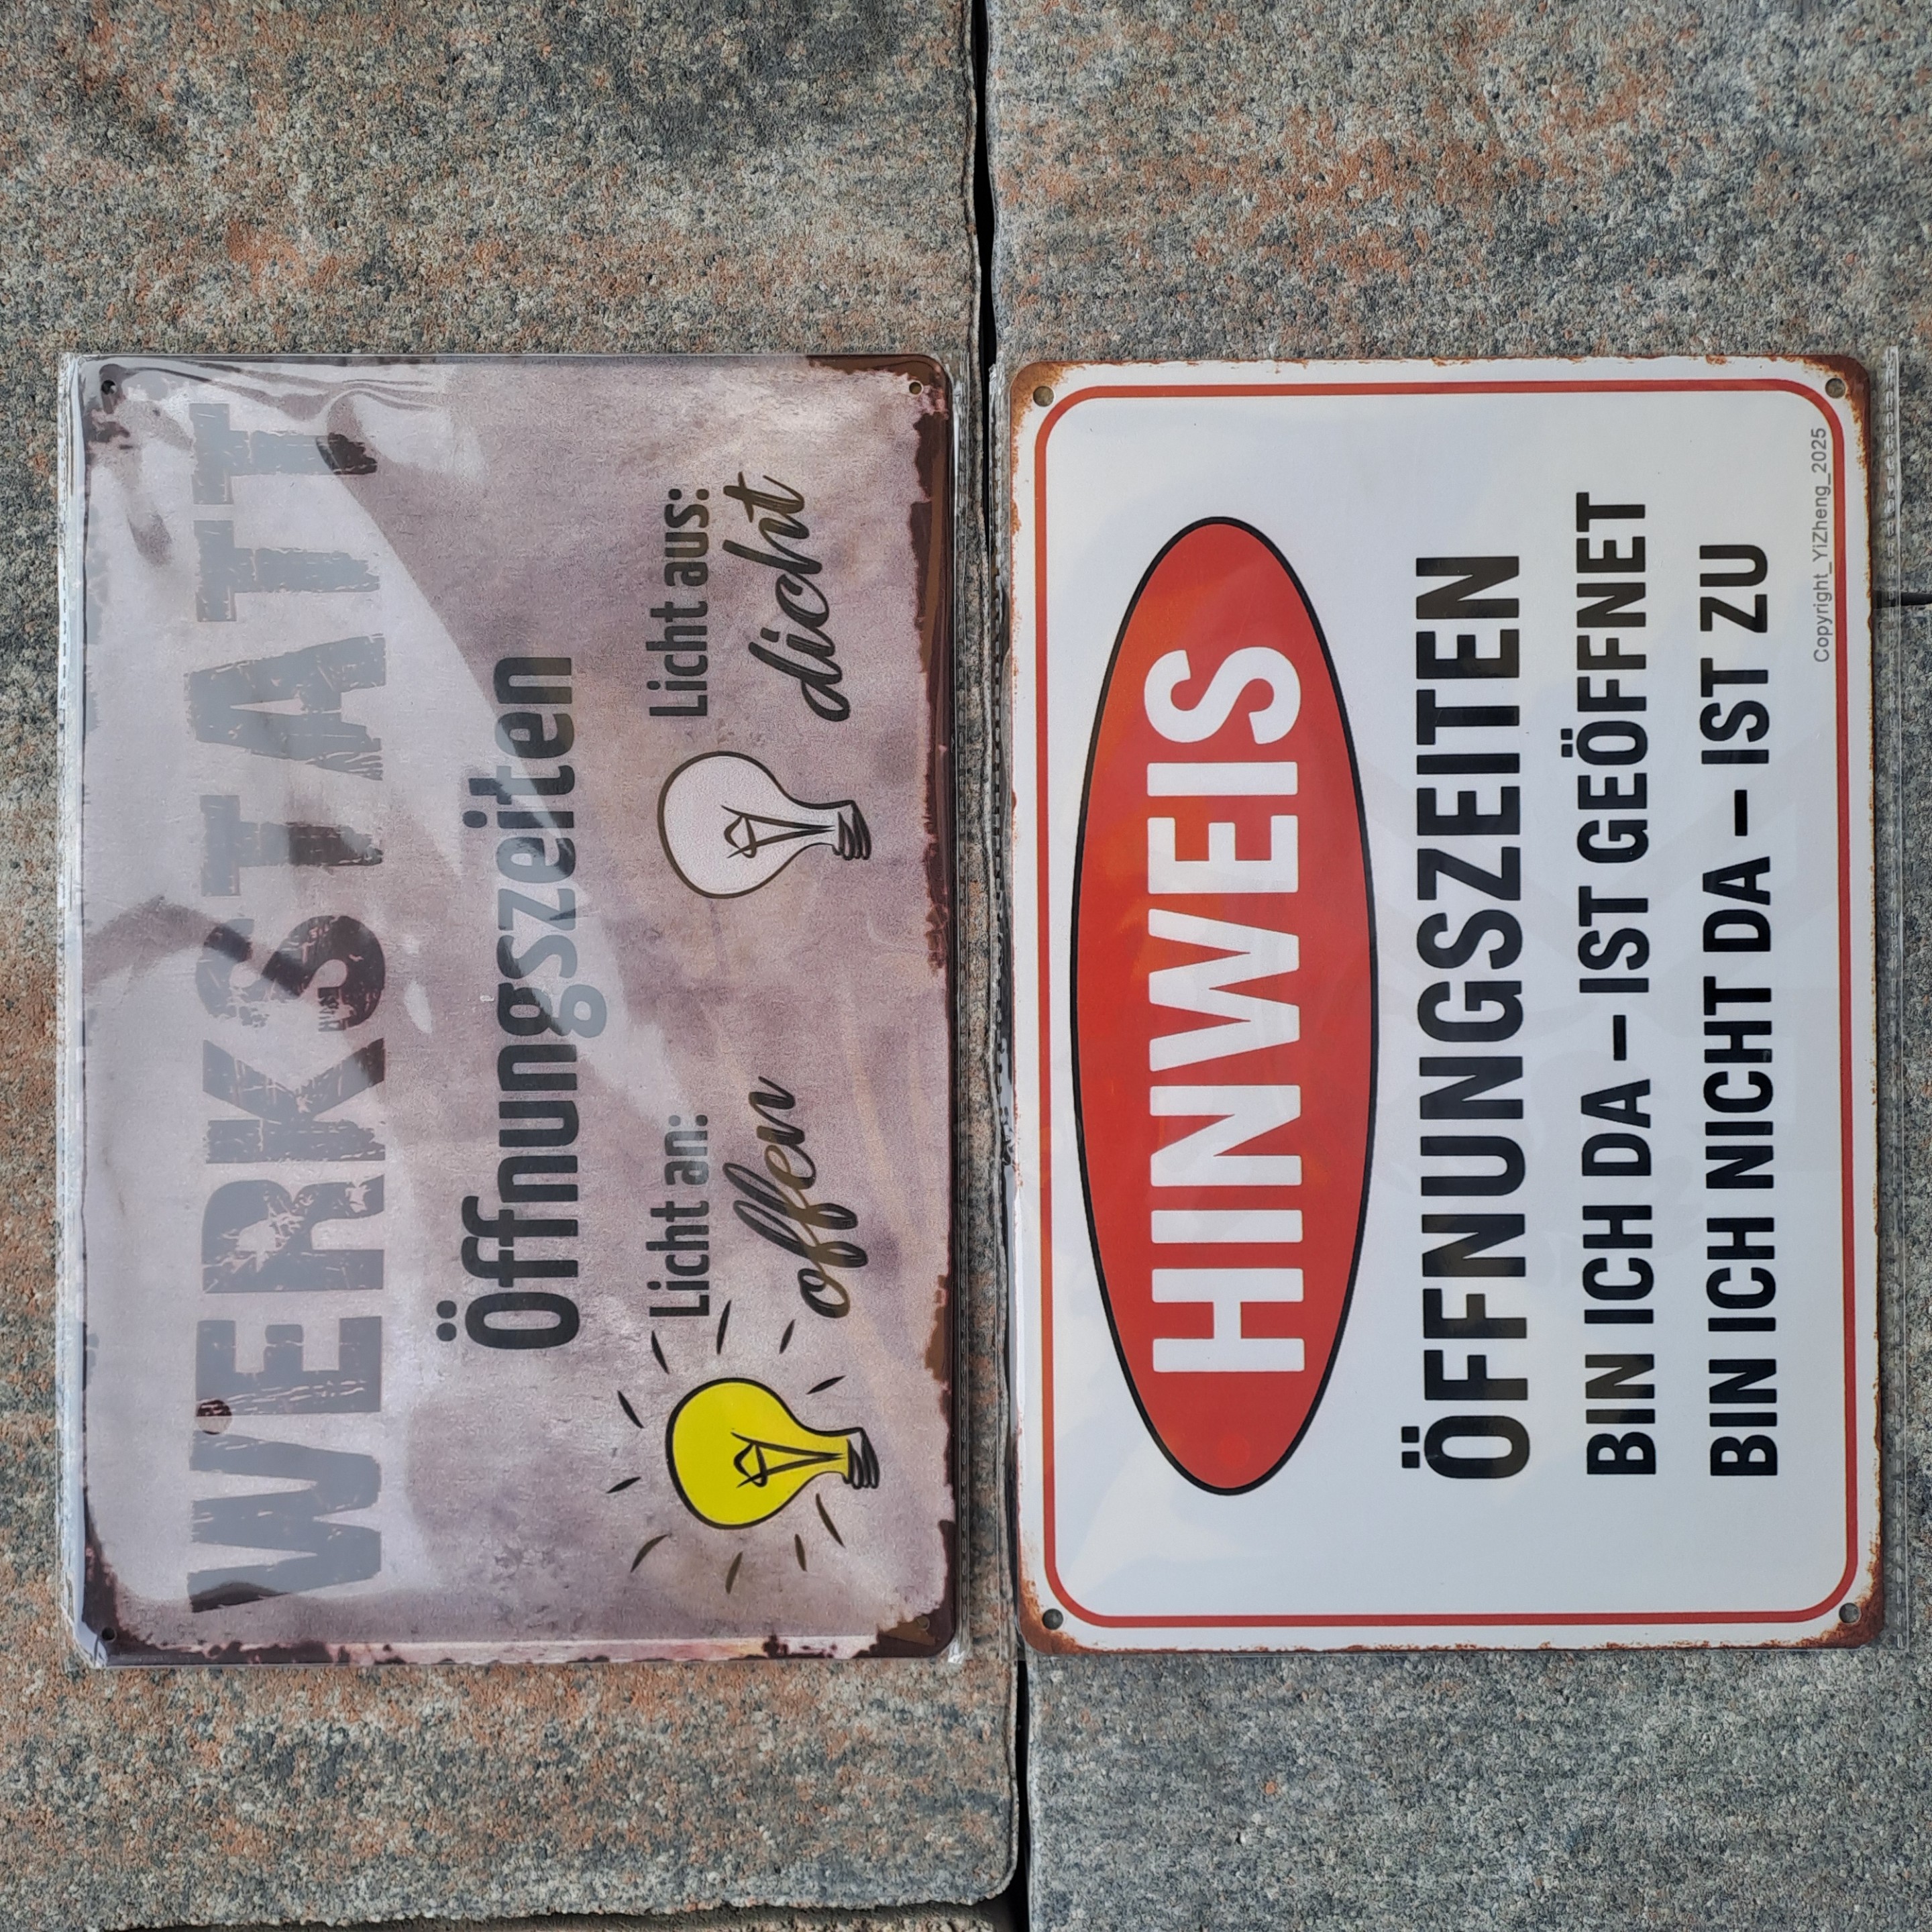 WERKSTATT
Öffnungszeiten
Licht an:
offen
Licht aus:
dicht
HINWEIS
ÖFFNUNGSZEITEN
BIN ICH DA – IST GEÖFFNET
BIN ICH NICHT DA – IST ZU
Copyright_YiZheng_2025